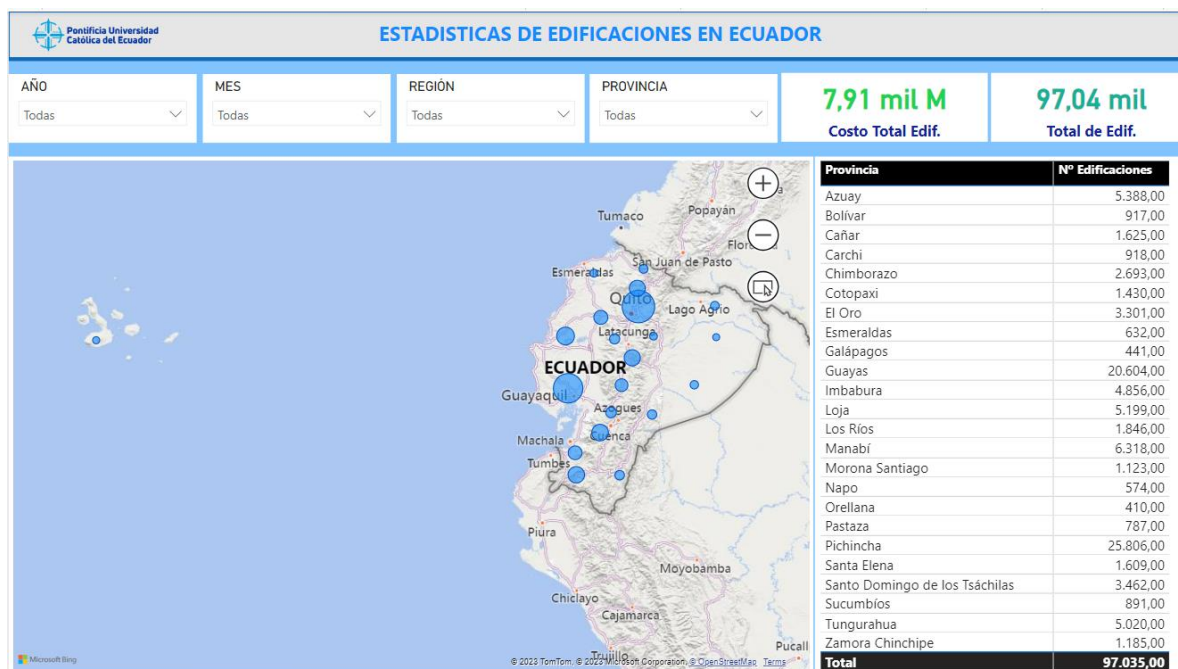 Pontificia Universidad
Católica del Ecuador
ESTADISTICAS DE EDIFICACIONES EN ECUADOR
AÑO
Todas
MES
Todas
REGIÓN
Todas
PROVINCIA
Todas
7,91 mil M
Costo Total Edif.
97,04 mil
Total de Edif.
Popayán
Tumaco
San Juan de Pasto
Esmeraldas
Quito
Lago Agrio
Latacunga
ECUADOR
Guayaquil
Azogues
Cuenca
Machala
Tumbes
Piura
Moyobamba
Chiclayo
Cajamarca
Trujillo
Pucall
Microsoft Bing
© 2023 TomTom, © 2023 Microsoft Corporation, © OpenStreetMap Terms
Provincia Nº Edificaciones
Azuay 5.388,00
Bolívar 917,00
Cañar 1.625,00
Carchi 918,00
Chimborazo 2.693,00
Cotopaxi 1.430,00
El Oro 3.301,00
Esmeraldas 632,00
Galápagos 441,00
Guayas 20.604,00
Imbabura 4.856,00
Loja 5.199,00
Los Ríos 1.846,00
Manabí 6.318,00
Morona Santiago 1.123,00
Napo 574,00
Orellana 410,00
Pastaza 787,00
Pichincha 25.806,00
Santa Elena 1.609,00
Santo Domingo de los Tsáchilas 3.462,00
Sucumbíos 891,00
Tungurahua 5.020,00
Zamora Chinchipe 1.185,00
Total 97.035,00